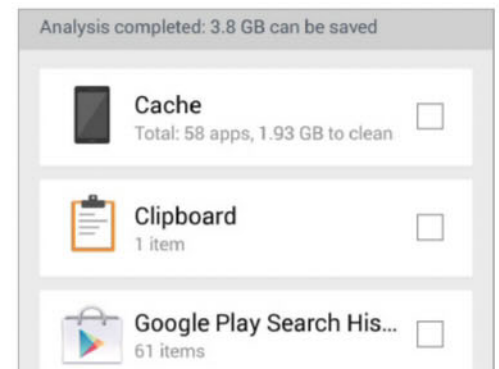 Analysis completed: 3.8 GB can be saved
Cache
Total: 58 apps, 1.93 GB to clean
Clipboard
1 item
Google Play Search His...
61 items